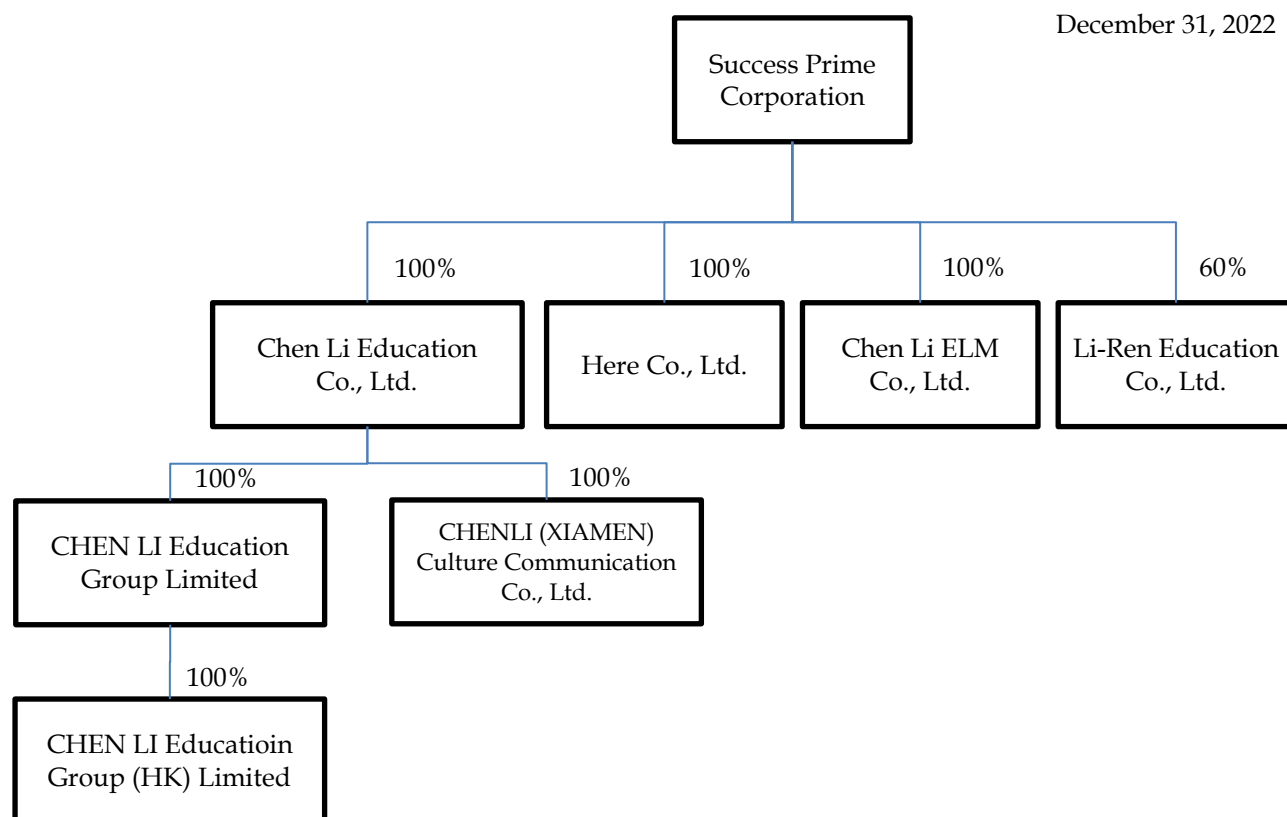 December 31, 2022
Success Prime
Corporation
100%
100%
100%
60%
Chen Li Education
Co., Ltd.
Here Co., Ltd.
Chen Li ELM
Co., Ltd.
Li-Ren Education
Co., Ltd.
100%
100%
CHEN LI Education
Group Limited
CHENLI (XIAMEN)
Culture Communication
Co., Ltd.
100%
CHEN LI Educatioin
Group (HK) Limited